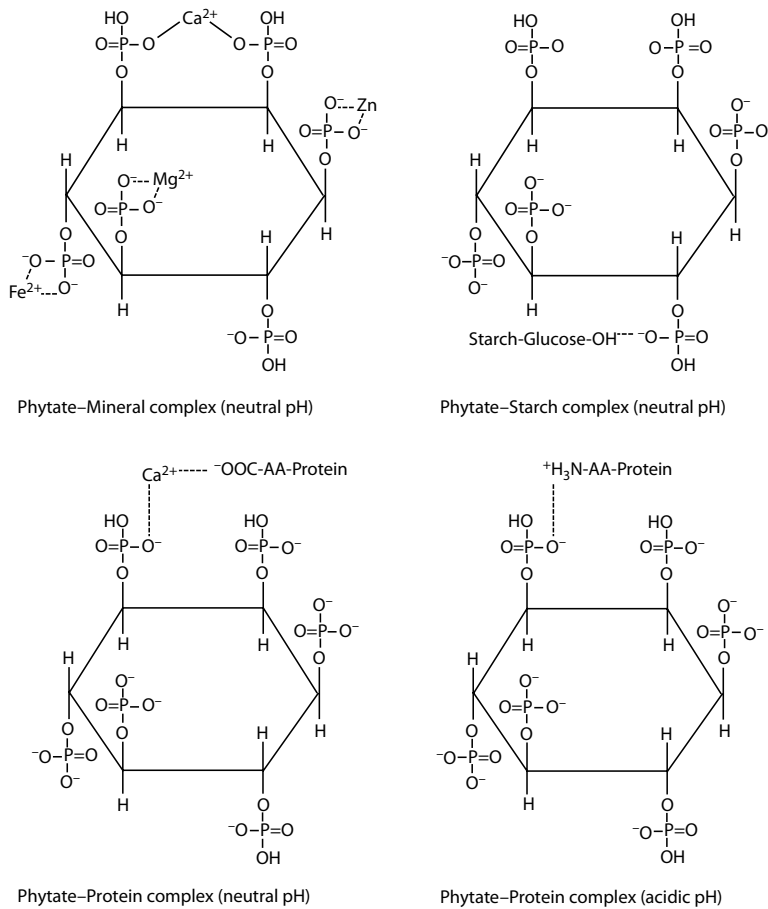 HO Ca²⁺ OH
O=P–O O–P=O
O O
H H
O⁻ Zn
O=P–O⁻
O
H
H
O⁻ Mg²⁺
O=P–O⁻
O
H
O
⁻O–P=O
Fe²⁺ O⁻
H
H
O
⁻O–P=O
OH
Phytate–Mineral complex (neutral pH)
HO OH
O=P–O O–P=O
O O
H H
O⁻
O=P–O
O
H
H
O⁻
O=P–O⁻
O
H
O
⁻O–P=O
O⁻
H
H
O
Starch-Glucose-OH ⁻O–P=O
OH
Phytate–Starch complex (neutral pH)
Ca²⁺ ⁻OOC-AA-Protein
HO HO
O=P–O⁻ O=P–O⁻
O O
H H
O⁻
O=P–O⁻
O
H
H
O⁻
O=P–O⁻
O
H
O
⁻O–P=O
O⁻
H
H
O
⁻O–P=O
OH
Phytate–Protein complex (neutral pH)
⁺H₃N-AA-Protein
HO HO
O=P–O⁻ O=P–O⁻
O O
H H
O⁻
O=P–O⁻
O
H
H
O⁻
O=P–O⁻
O
H
O
⁻O–P=O
O⁻
H
H
O
⁻O–P=O
OH
Phytate–Protein complex (acidic pH)